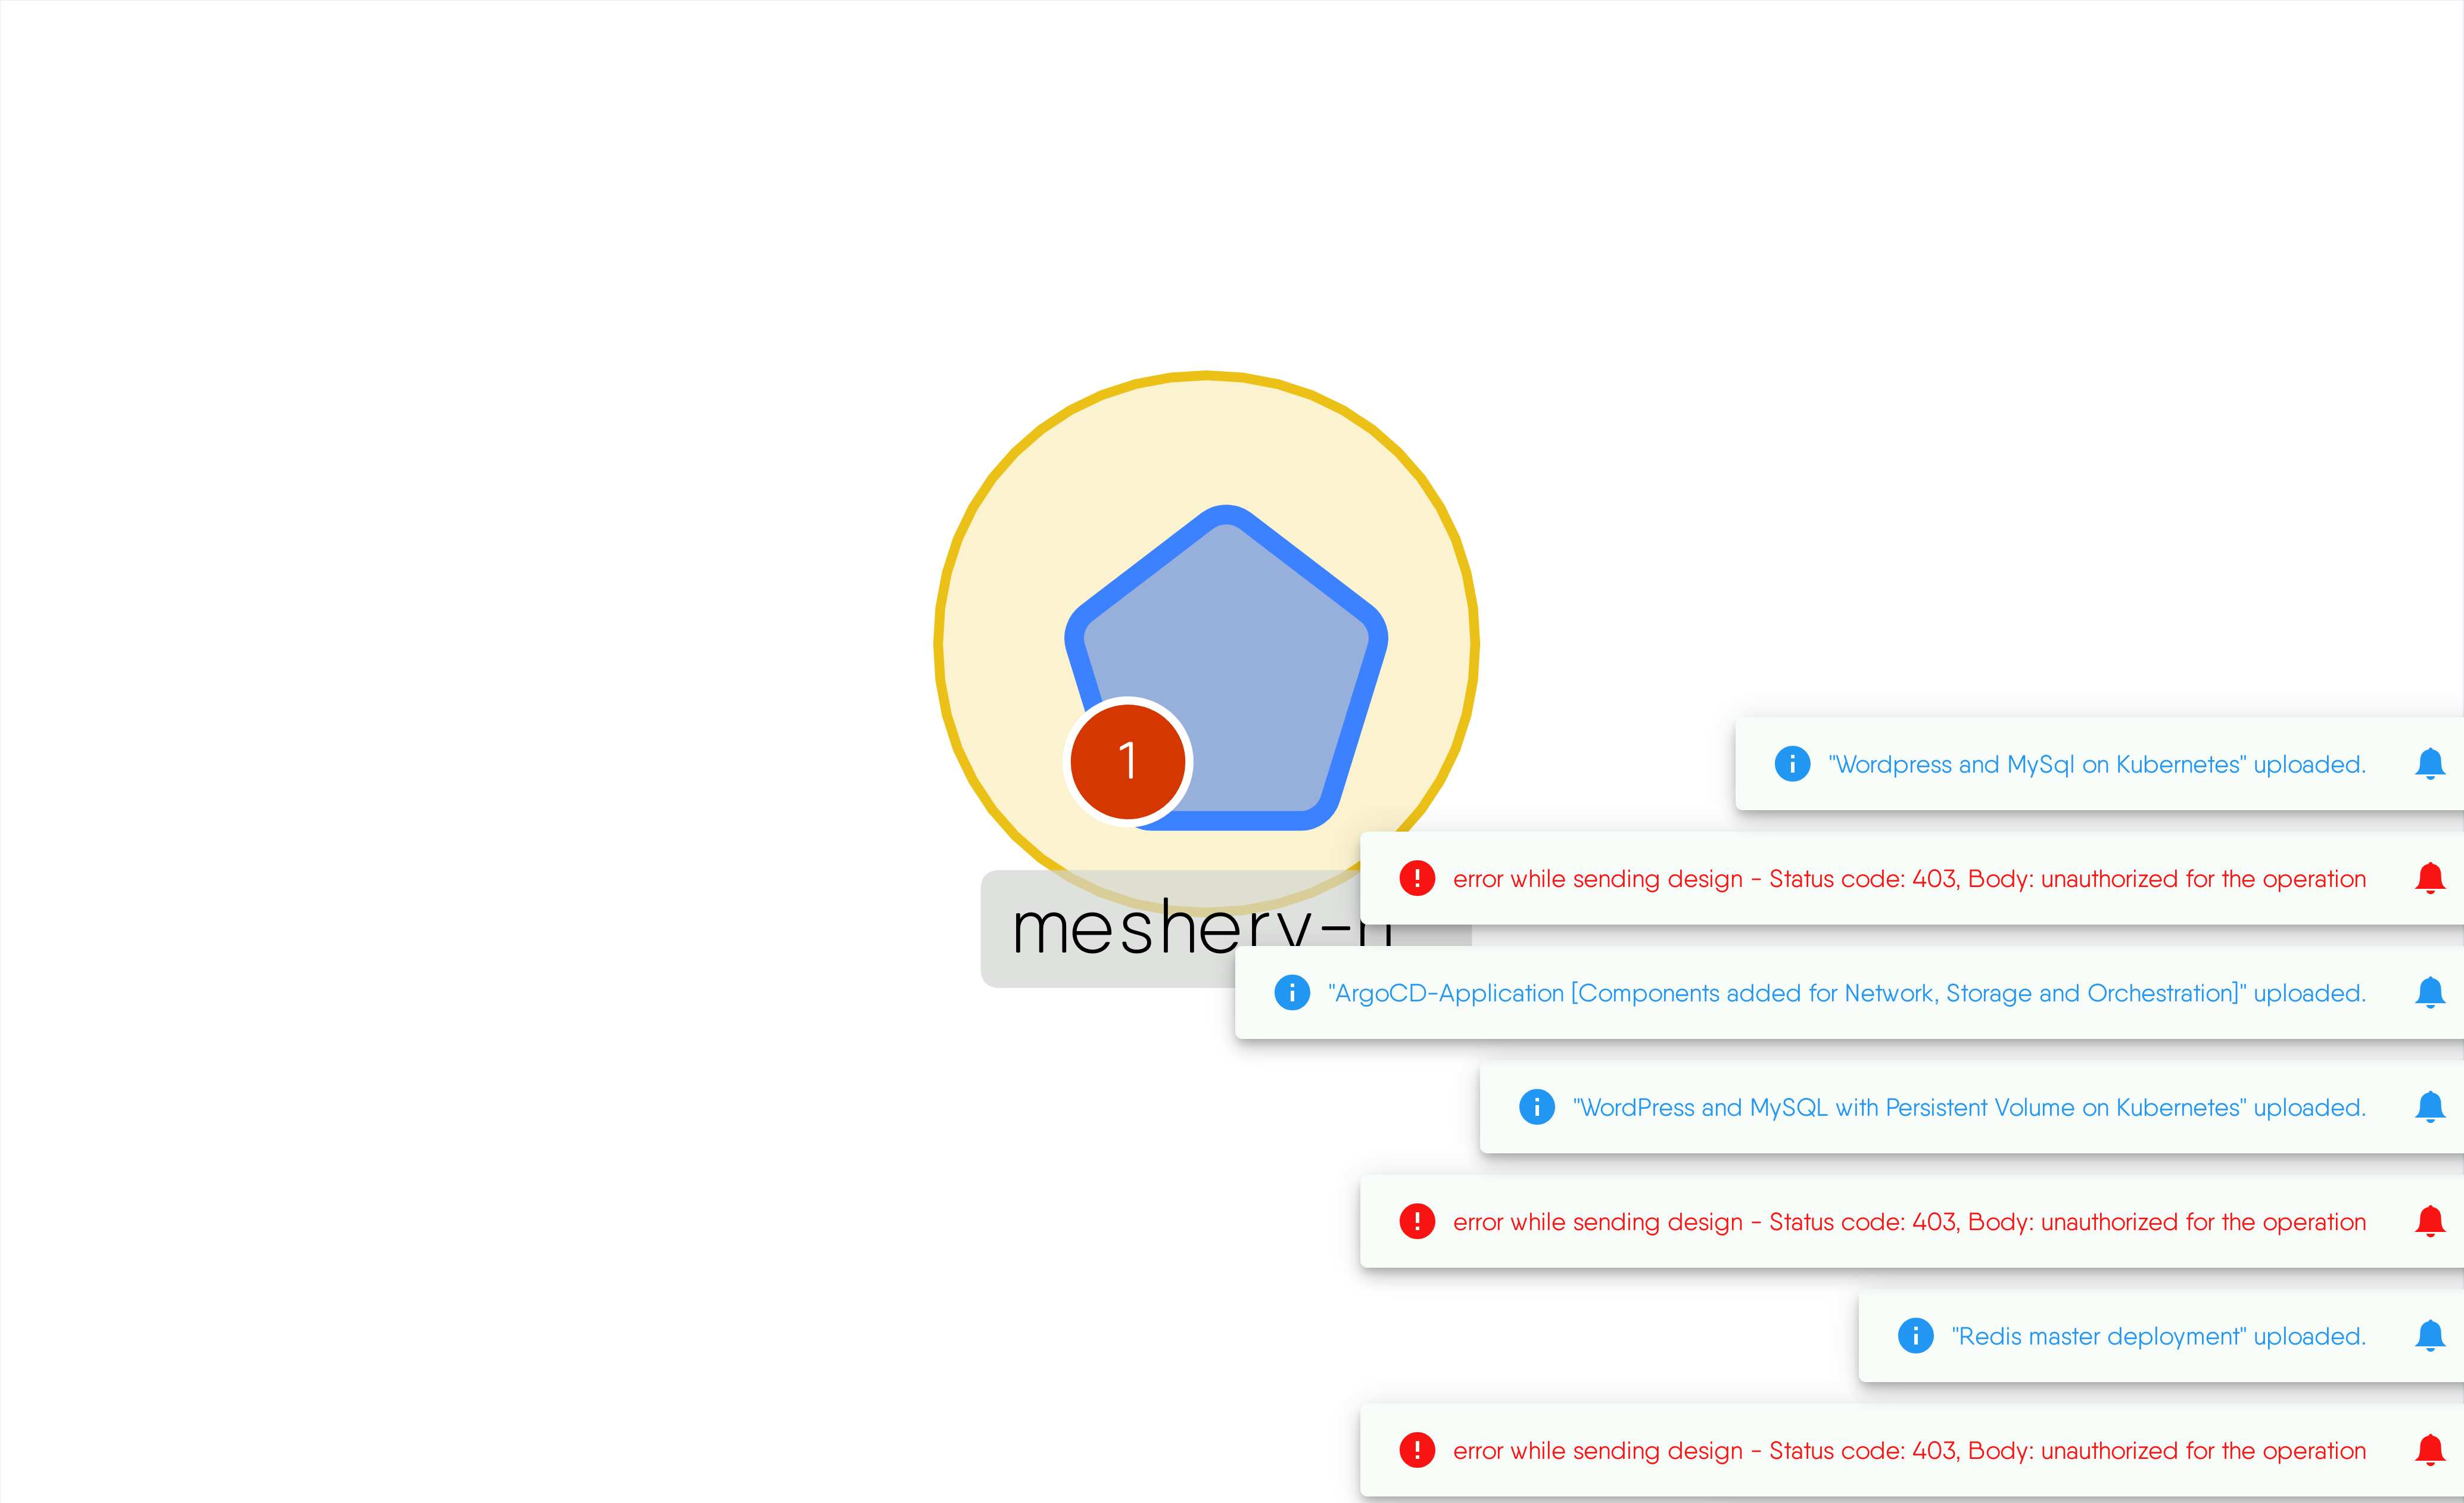 1
"Wordpress and MySql on Kubernetes" uploaded.
error while sending design - Status code: 403, Body: unauthorized for the operation
meshery-n
"ArgoCD-Application [Components added for Network, Storage and Orchestration]" uploaded.
"WordPress and MySQL with Persistent Volume on Kubernetes" uploaded.
error while sending design - Status code: 403, Body: unauthorized for the operation
"Redis master deployment" uploaded.
error while sending design - Status code: 403, Body: unauthorized for the operation